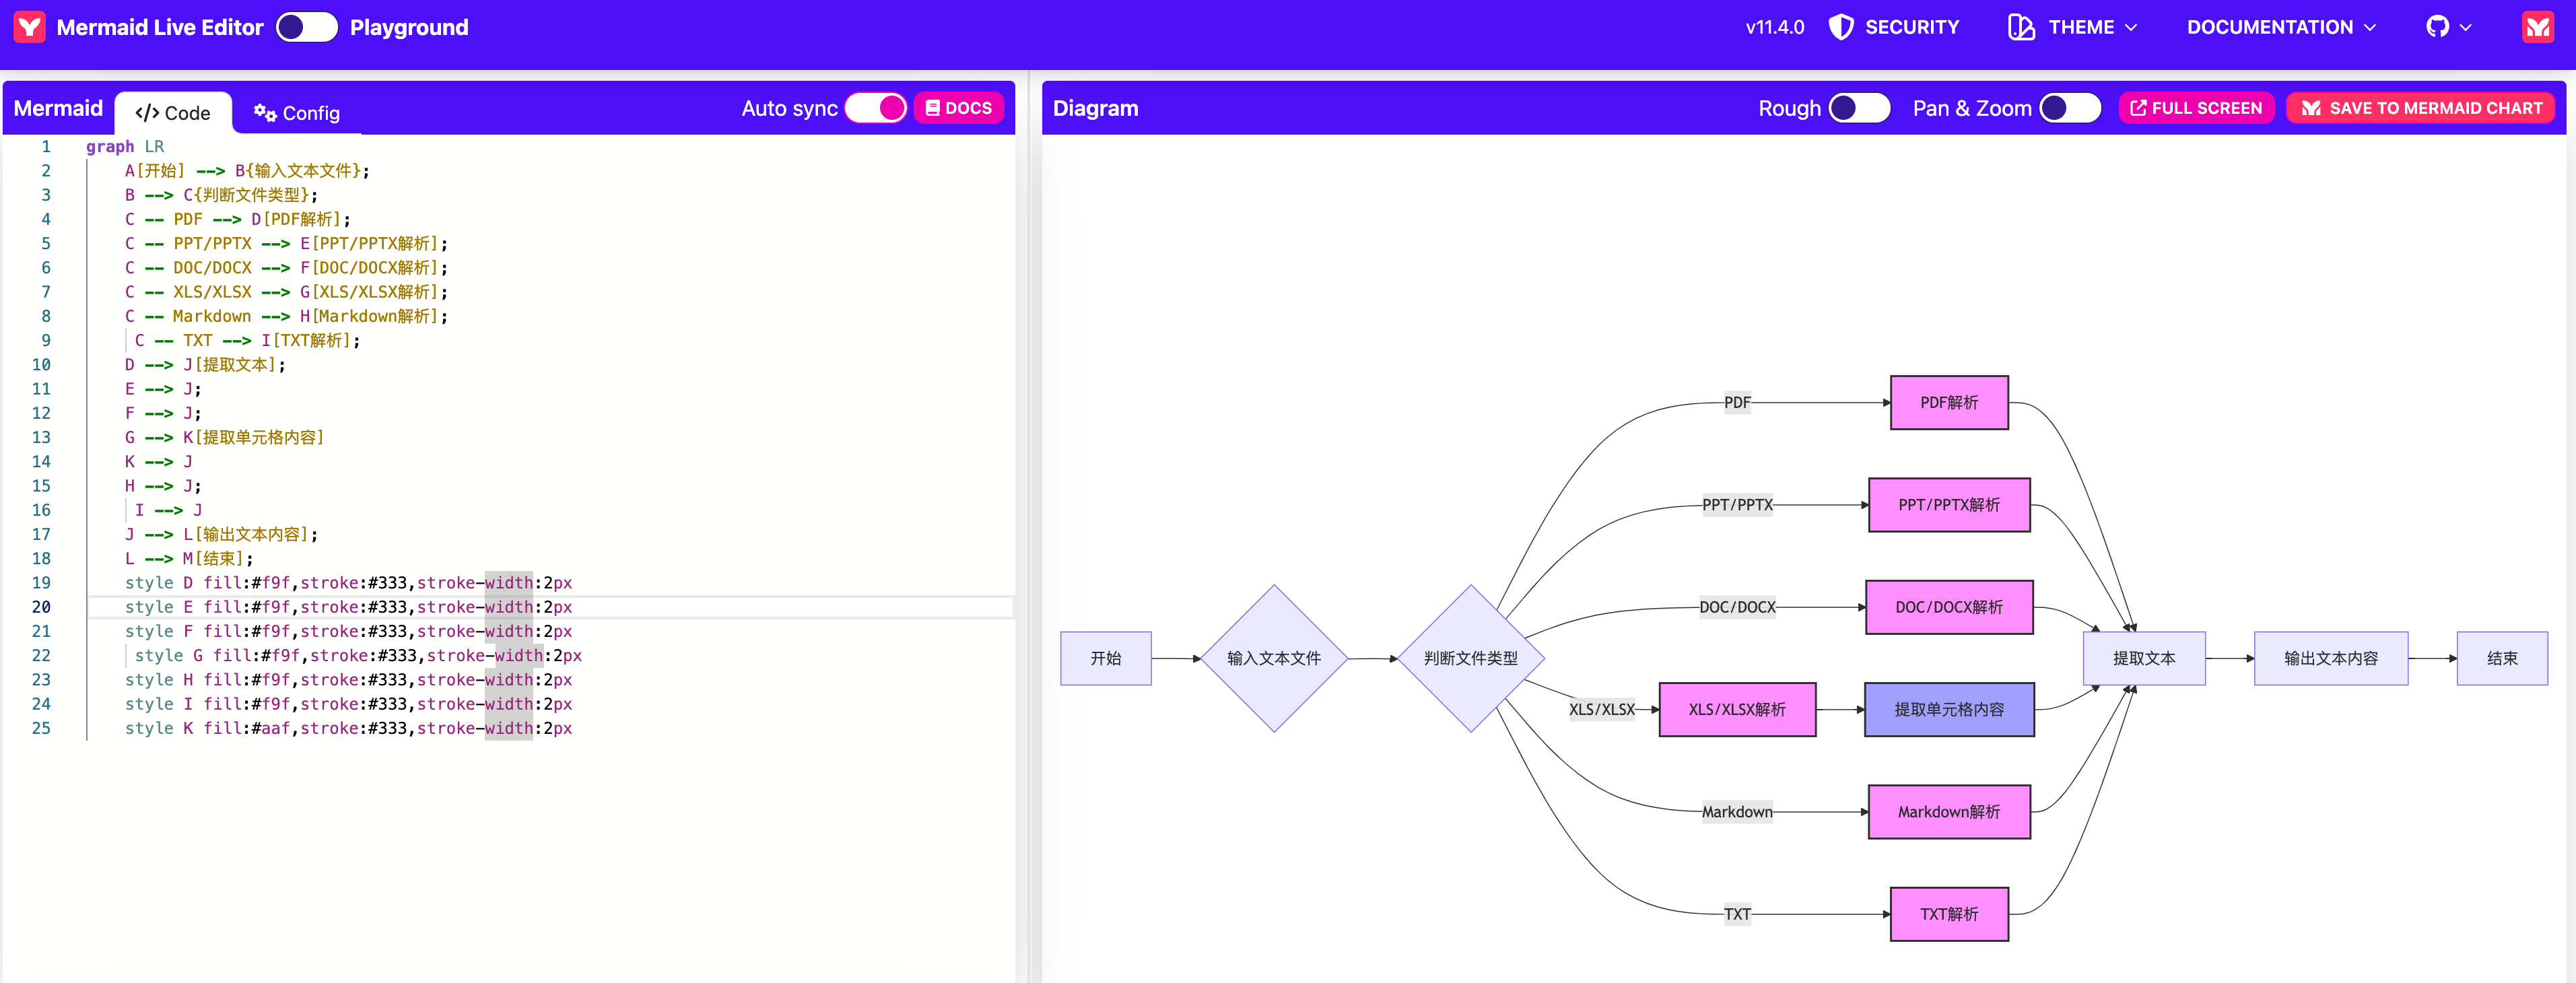 Mermaid Live Editor Playground v11.4.0 SECURITY THEME DOCUMENTATION
Mermaid Code Config Auto sync DOCS
1 graph LR
2 A[开始] --> B{输入文本文件};
3 B --> C{判断文件类型};
4 C -- PDF --> D[PDF解析];
5 C -- PPT/PPTX --> E[PPT/PPTX解析];
6 C -- DOC/DOCX --> F[DOC/DOCX解析];
7 C -- XLS/XLSX --> G[XLS/XLSX解析];
8 C -- Markdown --> H[Markdown解析];
9 C -- TXT --> I[TXT解析];
10 D --> J[提取文本];
11 E --> J;
12 F --> J;
13 G --> K[提取单元格内容]
14 K --> J
15 H --> J;
16 I --> J
17 J --> L[输出文本内容];
18 L --> M[结束];
19 style D fill:#f9f,stroke:#333,stroke-width:2px
20 style E fill:#f9f,stroke:#333,stroke-width:2px
21 style F fill:#f9f,stroke:#333,stroke-width:2px
22 style G fill:#f9f,stroke:#333,stroke-width:2px
23 style H fill:#f9f,stroke:#333,stroke-width:2px
24 style I fill:#f9f,stroke:#333,stroke-width:2px
25 style K fill:#aaf,stroke:#333,stroke-width:2px
Diagram Rough Pan & Zoom FULL SCREEN SAVE TO MERMAID CHART
开始
输入文本文件
判断文件类型
PDF
PDF解析
PPT/PPTX
PPT/PPTX解析
DOC/DOCX
DOC/DOCX解析
XLS/XLSX
XLS/XLSX解析
提取单元格内容
Markdown
Markdown解析
TXT
TXT解析
提取文本
输出文本内容
结束